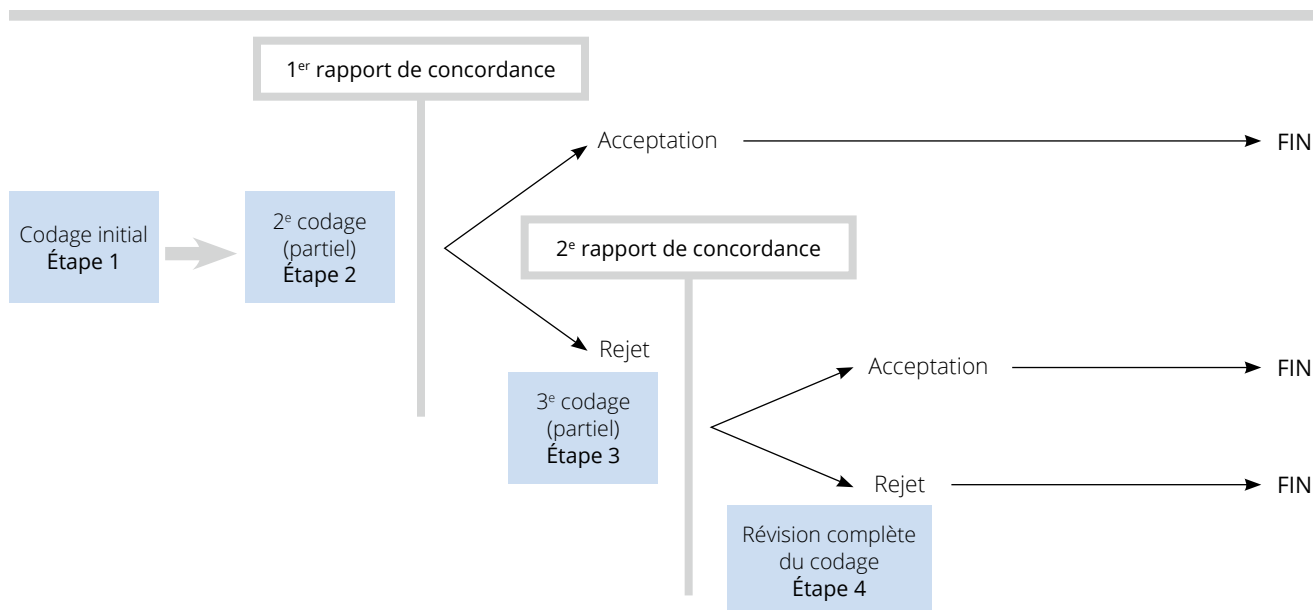 1er rapport de concordance
Acceptation
FIN
Codage initial
Étape 1
2e codage
(partiel)
Étape 2
2e rapport de concordance
Rejet
3e codage
(partiel)
Étape 3
Acceptation
FIN
Rejet
FIN
Révision complète
du codage
Étape 4